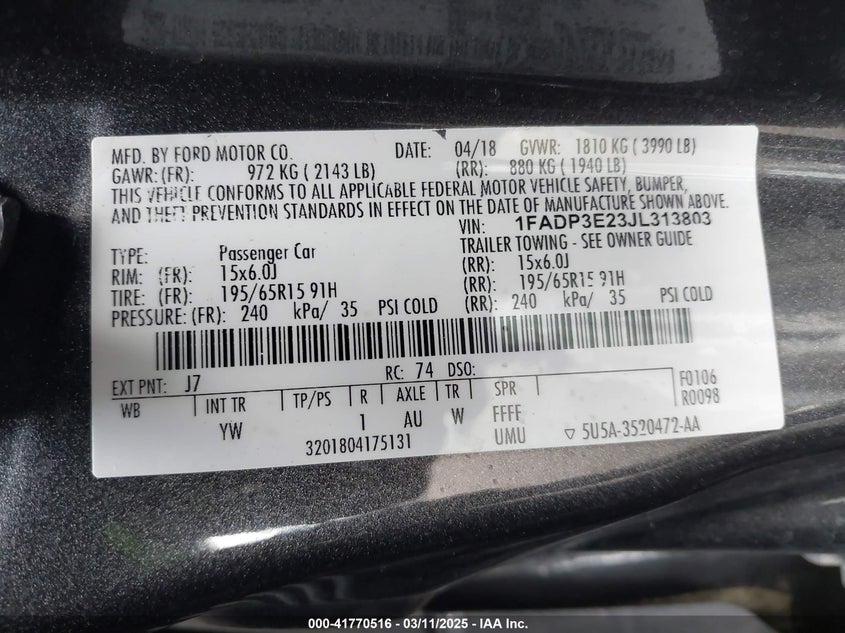 MFD. BY FORD MOTOR CO. DATE: 04/18 GVWR: 1810 KG ( 3990 LB)
GAWR: (FR): 972 KG ( 2143 LB) (RR): 880 KG ( 1940 LB)
THIS VEHICLE CONFORMS TO ALL APPLICABLE FEDERAL MOTOR VEHICLE SAFETY, BUMPER,
AND THEFT PREVENTION STANDARDS IN EFFECT ON THE DATE OF MANUFACTURE SHOWN ABOVE.
VIN: 1FADP3E23JL313803
TYPE: Passenger Car TRAILER TOWING - SEE OWNER GUIDE
RIM: (FR): 15x6.0J (RR): 15x6.0J
TIRE: (FR): 195/65R15 91H (RR): 195/65R15 91H
PRESSURE: (FR): 240 kPa/ 35 PSI COLD (RR): 240 kPa/ 35 PSI COLD
EXT PNT: J7 RC: 74 DSO:
WB INT TR TP/PS R AXLE TR SPR F0106
YW 1 AU W FFFF R0098
3201804175131 UMU ▽ 5U5A-3520472-AA
000-41770516 - 03/11/2025 - IAA Inc.